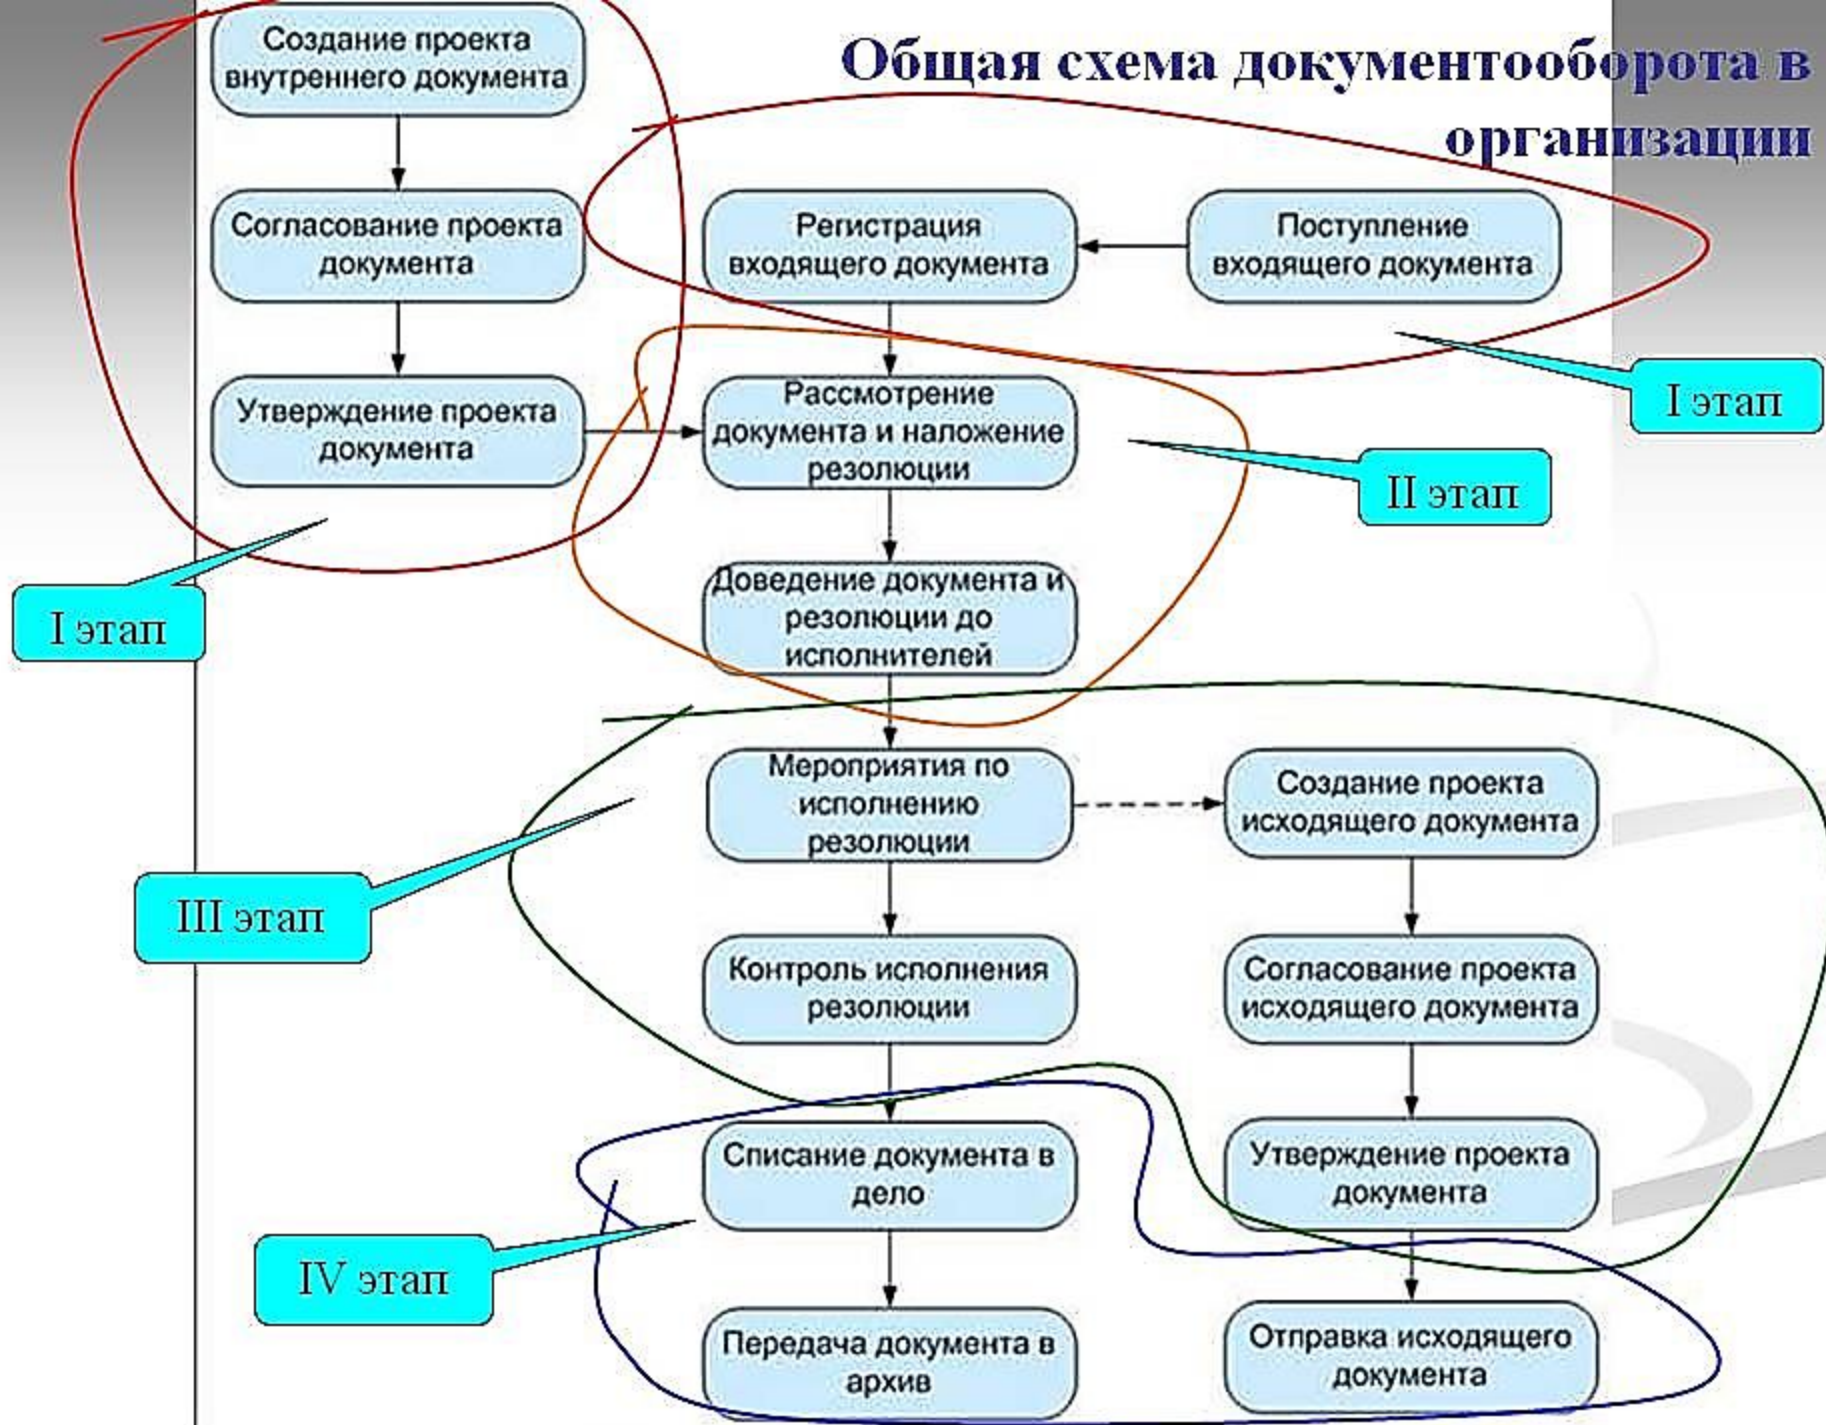 Общая схема документооборота в
организации
Создание проекта
внутреннего документа
Согласование проекта
документа
Регистрация
входящего документа
Поступление
входящего документа
I этап
Утверждение проекта
документа
Рассмотрение
документа и наложение
резолюции
II этап
I этап
Доведение документа и
резолюции до
исполнителей
Мероприятия по
исполнению
резолюции
Создание проекта
исходящего документа
III этап
Контроль исполнения
резолюции
Согласование проекта
исходящего документа
Списание документа в
дело
Утверждение проекта
документа
IV этап
Передача документа в
архив
Отправка исходящего
документа